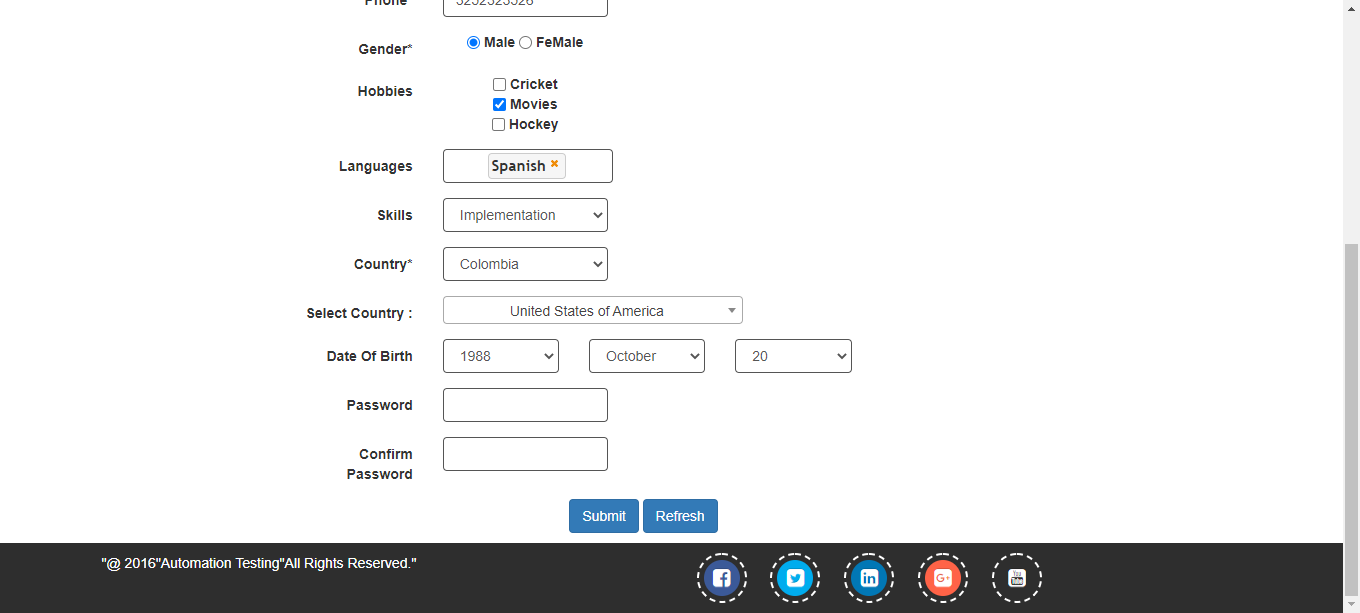 Phone
Gender*
Male FeMale
Hobbies
Cricket
Movies
Hockey
Languages
Spanish
Skills
Implementation
Country*
Colombia
Select Country :
United States of America
Date Of Birth
1988 October 20
Password
Confirm
Password
Submit Refresh
"@ 2016"Automation Testing"All Rights Reserved."